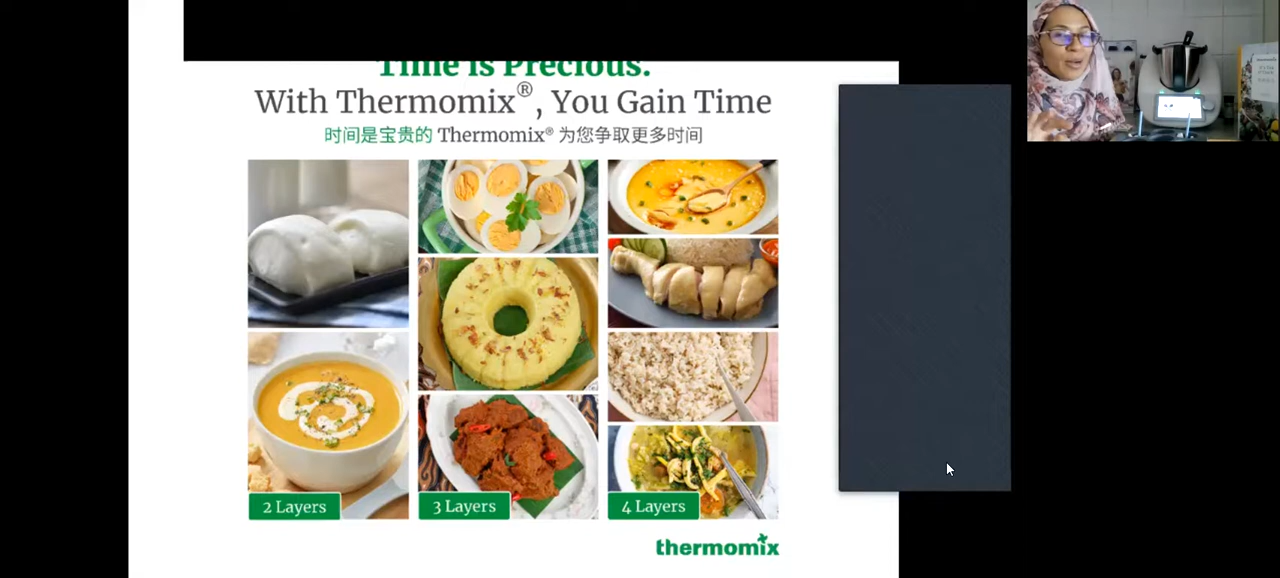 Time is Precious.
With Thermomix®, You Gain Time
时间是宝贵的 Thermomix® 为您争取更多时间
2 Layers
3 Layers
4 Layers
thermomix